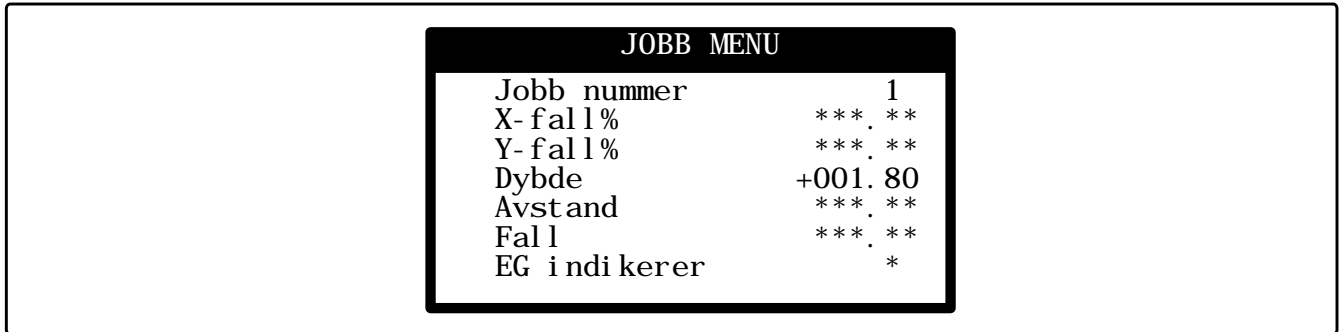 JOBB MENU
Jobb nummer 1
X-fall% ***.**
Y-fall% ***.**
Dybde +001.80
Avstand ***.**
Fall ***.**
EG indikerer *